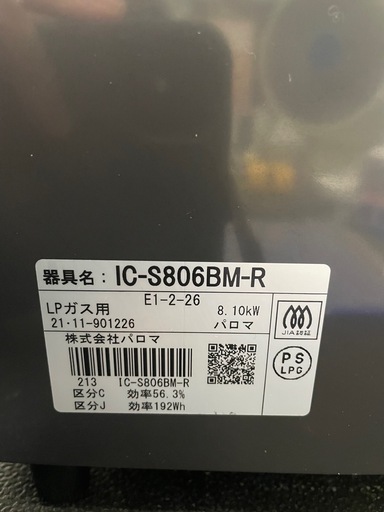 器具名：IC-S806BM-R
E1-2-26
LPガス用 8.10kW
21・11-901226 パロマ
株式会社パロマ
213 IC-S806BM-R
区分C 効率56.3%
区分J 効率192Wh
JIA認証
PS
LPG